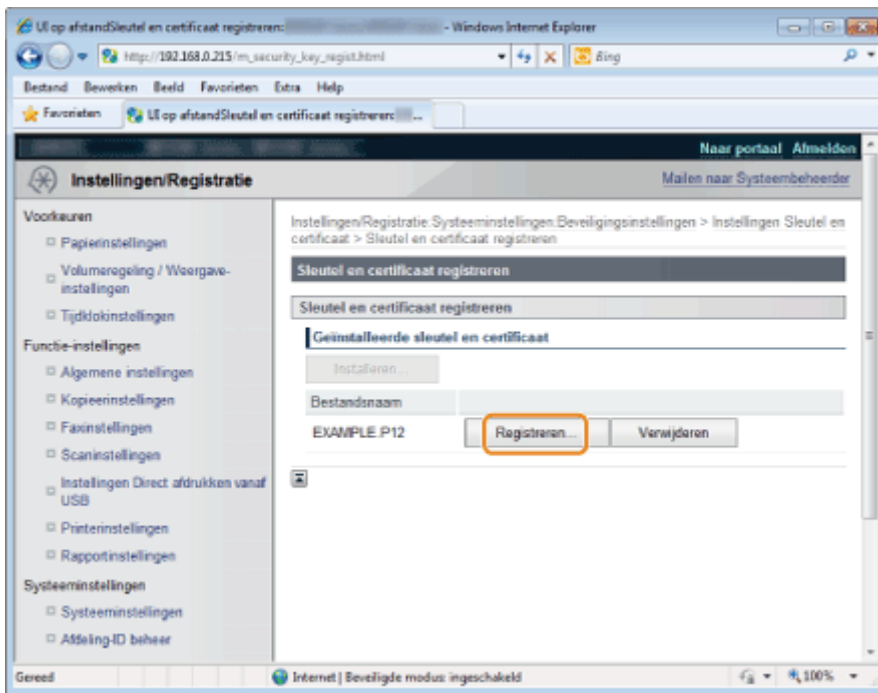 UI op afstandSleutel en certificaat registreren: - Windows Internet Explorer
http://192.168.0.215/m_security_key_regist.html
Bing
Bestand Bewerken Beeld Favorieten Extra Help
Favorieten
UI op afstandSleutel en certificaat registreren: ...
Naar portaal Afmelden
Instellingen/Registratie
Mailen naar Systeembeheerder
Voorkeuren
Papierinstellingen
Volumeregeling / Weergave-
instellingen
Tijdklokinstellingen
Functie-instellingen
Algemene instellingen
Kopieerinstellingen
Faxinstellingen
Scaninstellingen
Instellingen Direct afdrukken vanaf
USB
Printerinstellingen
Rapportinstellingen
Systeeminstellingen
Systeeminstellingen
Afdeling-ID beheer
Instellingen/Registratie:Systeeminstellingen:Beveiligingsinstellingen > Instellingen Sleutel en
certificaat > Sleutel en certificaat registreren
Sleutel en certificaat registreren
Sleutel en certificaat registreren
Geïnstalleerde sleutel en certificaat
Installeren...
Bestandsnaam
EXAMPLE.P12 Registreren... Verwijderen
Gereed
Internet | Beveiligde modus: ingeschakeld
100%